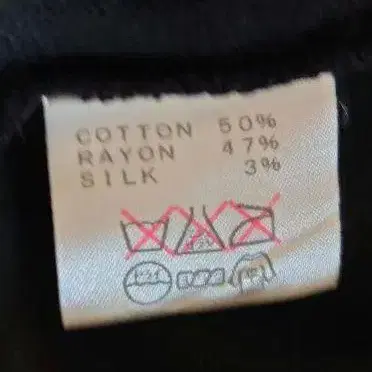 COTTON 50%
RAYON 47%
SILK 3%